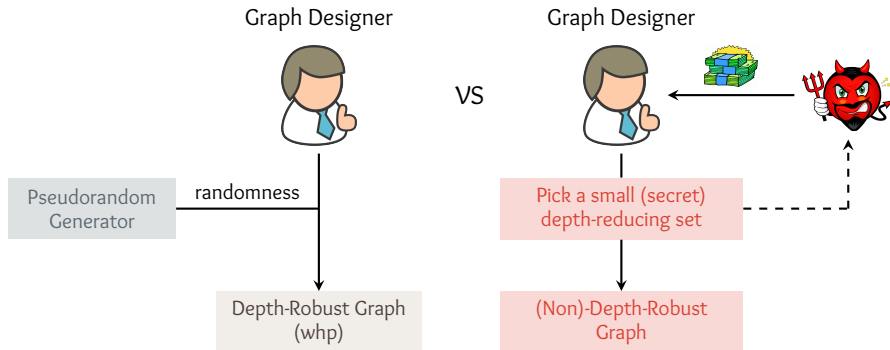 Graph Designer
VS
Graph Designer
Pseudorandom
Generator
randomness
Pick a small (secret)
depth-reducing set
Depth-Robust Graph
(whp)
(Non)-Depth-Robust
Graph